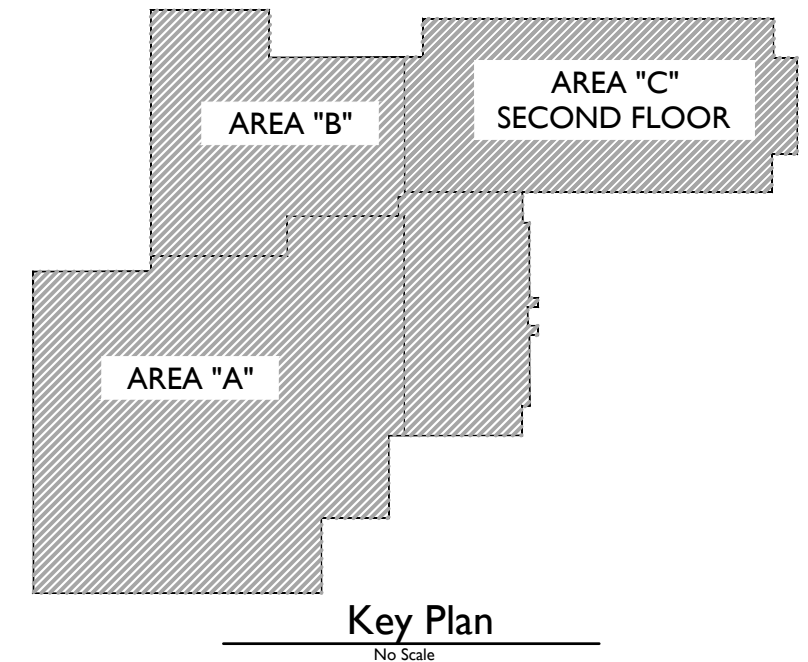 AREA "C"
SECOND FLOOR
AREA "B"
AREA "A"
Key Plan
No Scale